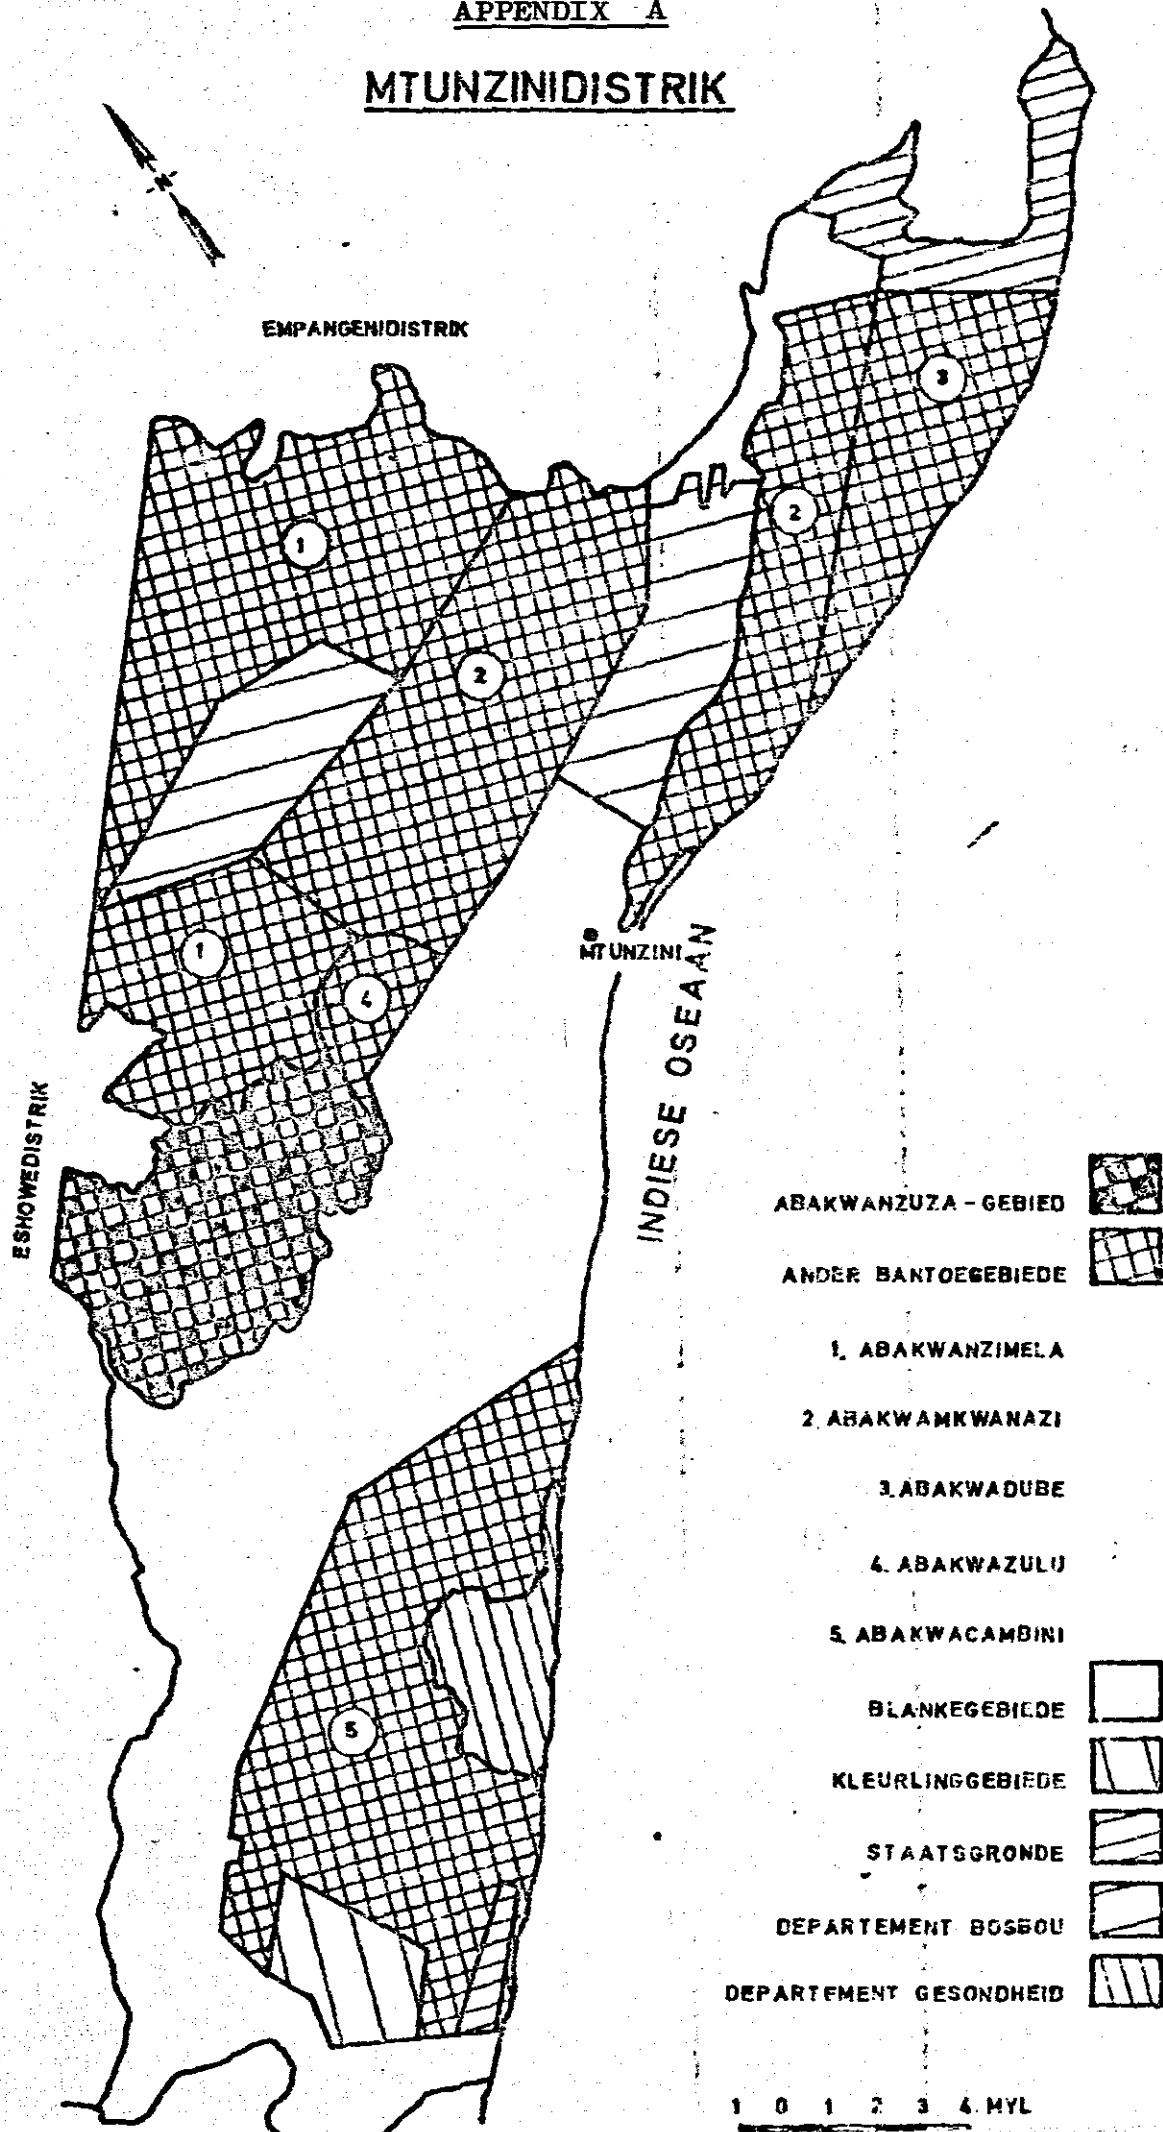 APPENDIX A
MTUNZINIDISTRIK
N
EMPANGENIDISTRIK
3
2
1
2
1
4
MTUNZINI
INDIESE OSEAAN
ESHOWEDISTRIK
5
ABAKWANZUZA - GEBIED
ANDER BANTOEGEBIEDE
1. ABAKWANZIMELA
2. ABAKWAMKWANAZI
3. ABAKWADUBE
4. ABAKWAZULU
5. ABAKWACAMBINI
BLANKEGEBIEDE
KLEURLINGGEBIEDE
STAATSGRONDE
DEPARTEMENT BOSBOU
DEPARTEMENT GESONDHEID
1 0 1 2 3 4 MYL